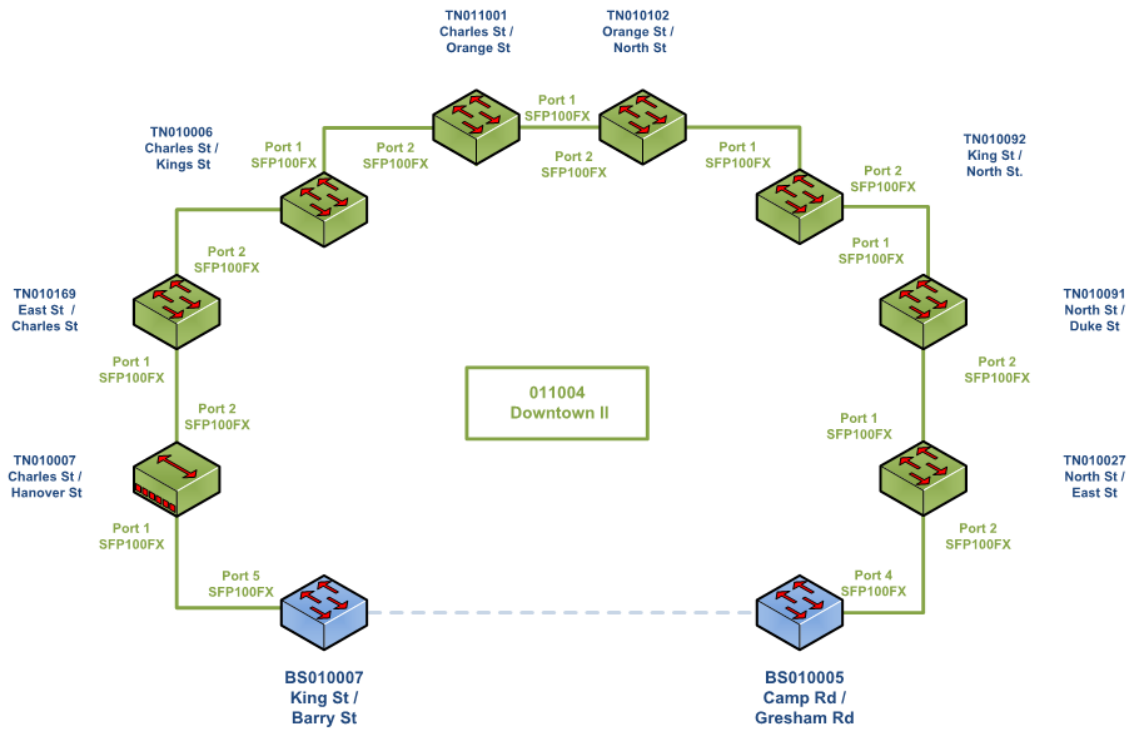 TN011001
Charles St /
Orange St
TN010102
Orange St /
North St
Port 1
SFP100FX
TN010006
Charles St /
Kings St
Port 1
SFP100FX
Port 2
SFP100FX
Port 2
SFP100FX
Port 1
SFP100FX
TN010092
King St /
North St.
Port 2
SFP100FX
Port 2
SFP100FX
Port 1
SFP100FX
TN010169
East St /
Charles St
TN010091
North St /
Duke St
Port 1
SFP100FX
Port 2
SFP100FX
011004
Downtown II
Port 2
SFP100FX
Port 1
SFP100FX
TN010007
Charles St /
Hanover St
TN010027
North St /
East St
Port 1
SFP100FX
Port 2
SFP100FX
Port 5
SFP100FX
Port 4
SFP100FX
BS010007
King St /
Barry St
BS010005
Camp Rd /
Gresham Rd